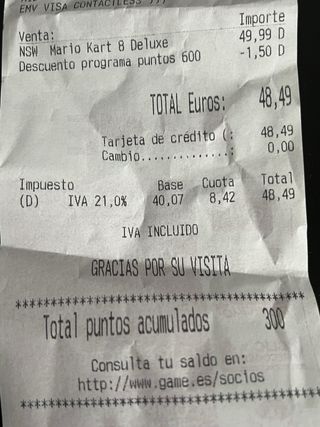 EMV VISA CONTACTLESS )))
Importe
Venta: 49,99 D
NSW Mario Kart 8 Deluxe -1,50 D
Descuento programa puntos 600
TOTAL Euros: 48,49
Tarjeta de crédito (: 48,49
Cambio..............: 0,00
Impuesto Base Cuota Total
(D) IVA 21,0% 40,07 8,42 48,49
IVA INCLUIDO
GRACIAS POR SU VISITA
****************************************
Total puntos acumulados 300
Consulta tu saldo en:
http://www.game.es/socios
****************************************